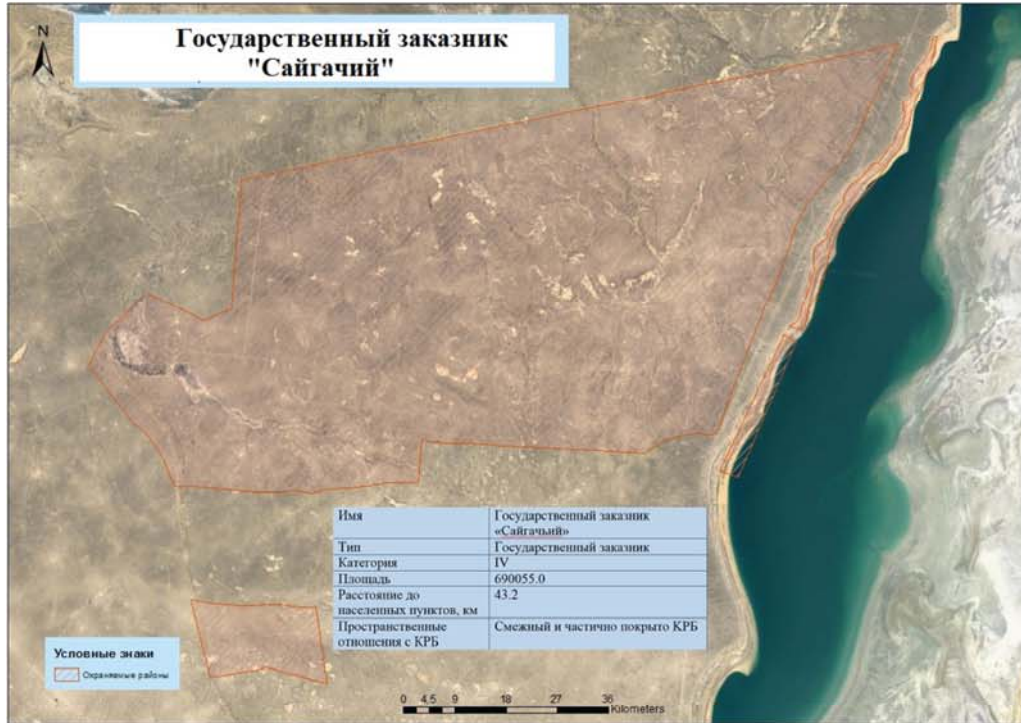 N
Государственный заказник
"Сайгачий"
Имя Государственный заказник
«Сайгачьий»
Тип Государственный заказник
Категория IV
Площадь 690055.0
Расстояние до 43.2
населенных пунктов, км
Пространственные Смежный и частично покрыто КРБ
отношения с КРБ
Условные знаки
Охраняемые районы
0 4,5 9 18 27 36
Kilometers